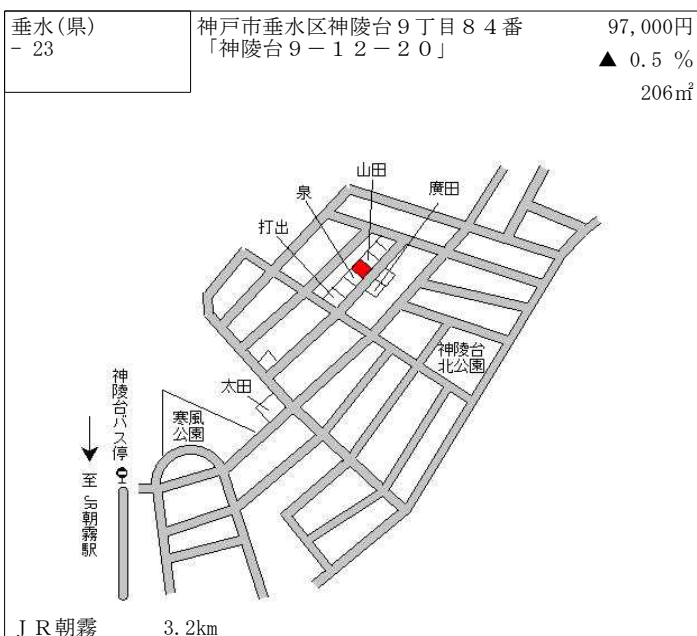 垂水(県)
- 23
神戸市垂水区神陵台９丁目８４番
「神陵台９－１２－２０」
97,000円
▲ 0.5 %
206㎡
山田
泉
廣田
打出
神陵台
北公園
太田
寒風
公園
神陵台バス停
至 JR朝霧駅
ＪＲ朝霧 3.2km